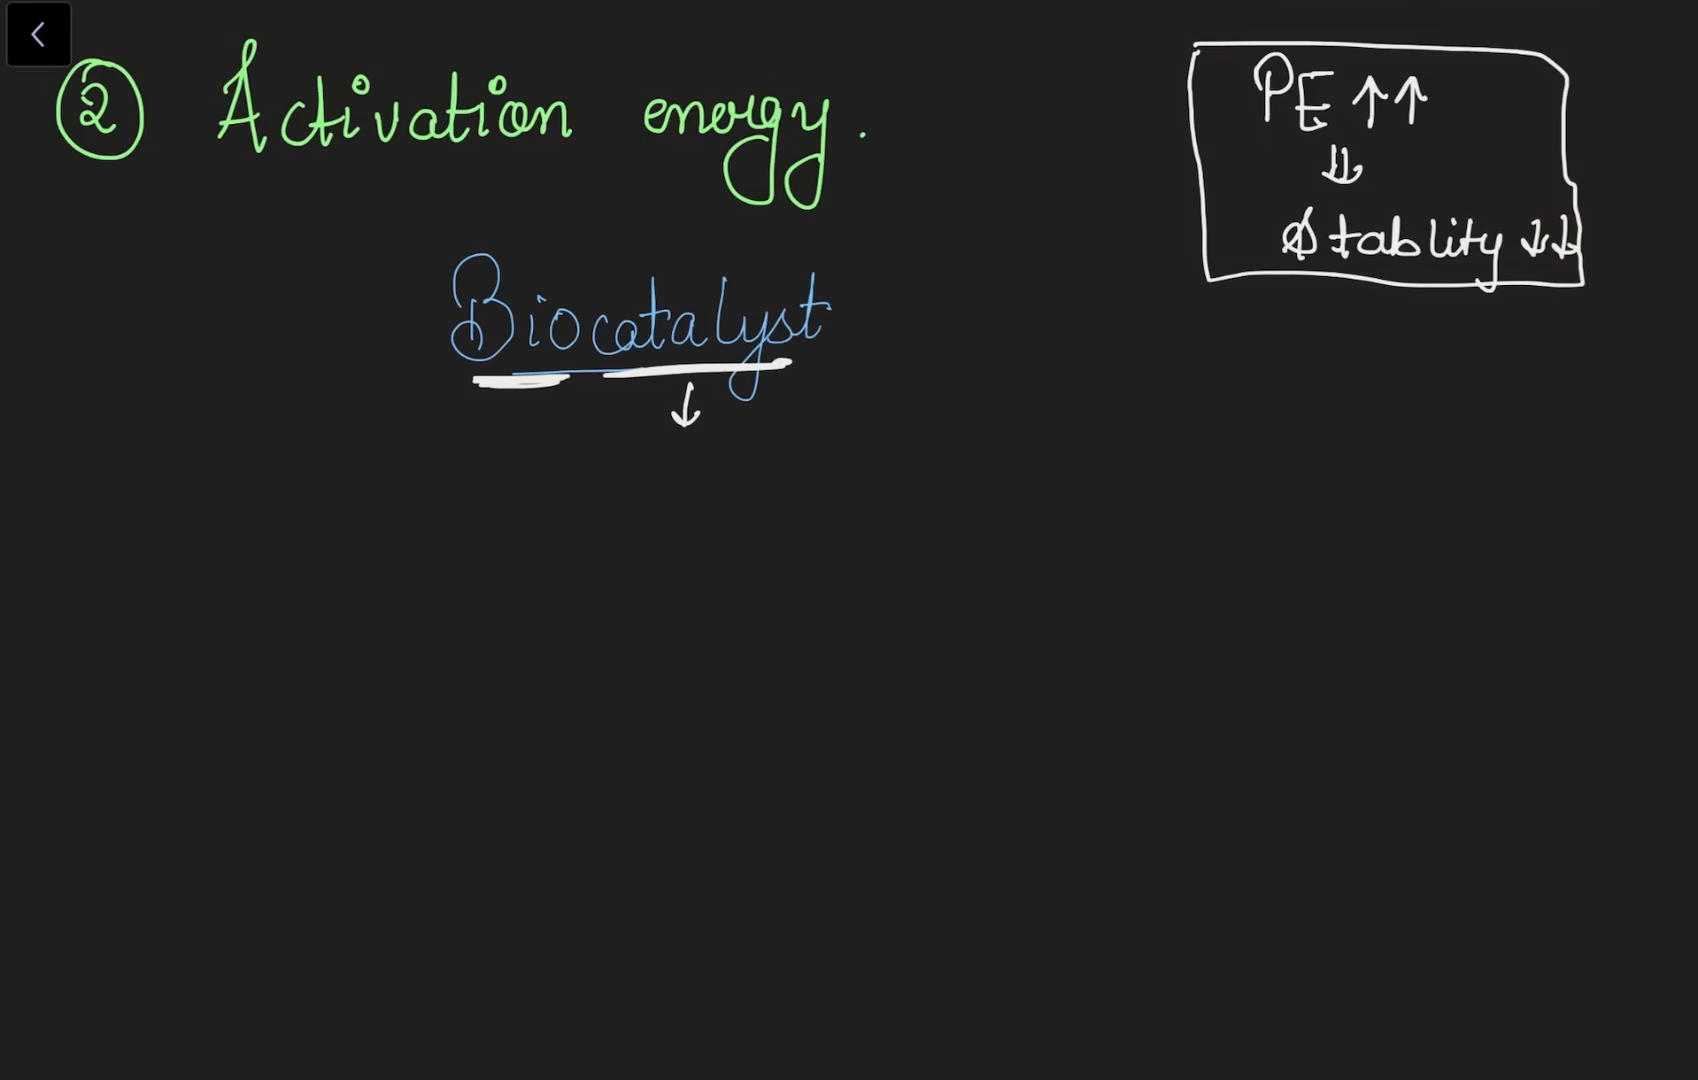 ② Activation energy.
Biocatalyst
↓
PE ↑↑
⇓
Stablity ↓↓